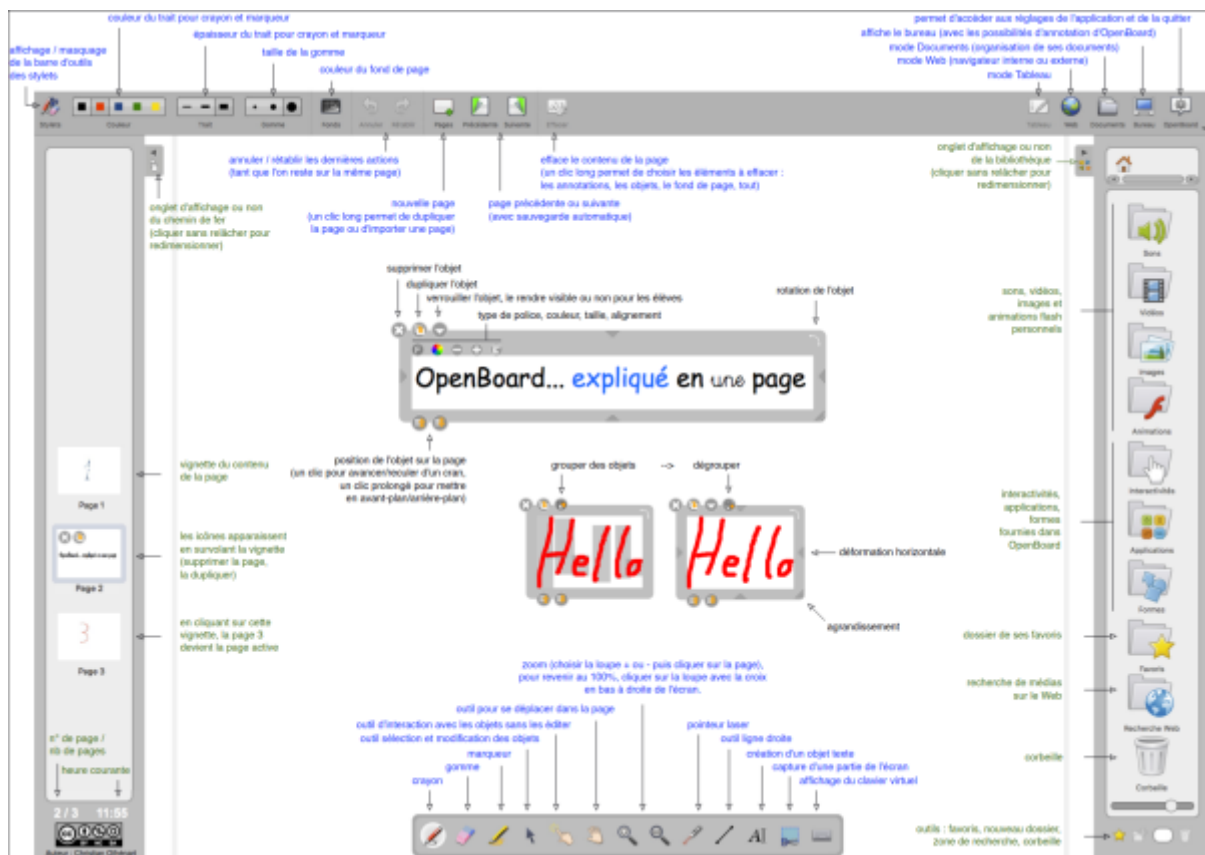 couleur du trait pour crayon et marqueur
épaisseur du trait pour crayon et marqueur
taille de la gomme
couleur du fond de page
affichage / masquage
de la barre d'outils
des stylets
permet d'accéder aux réglages de l'application et de la quitter
affiche le bureau (avec les possibilités d'annotation d'OpenBoard)
mode Documents (organisation de ses documents)
mode Web (navigateur interne ou externe)
mode Tableau
Stylets
Couleur
Trait
Gomme
Fonds
Annuler
Rétablir
Pages
Précédente
Suivante
Effacer
Tableau
Web
Documents
Bureau
OpenBoard
annuler / rétablir les dernières actions
(tant que l'on reste sur la même page)
efface le contenu de la page
(un clic long permet de choisir les éléments à effacer :
les annotations, les objets, le fond de page, tout)
nouvelle page
(un clic long permet de dupliquer
la page ou d'importer une page)
page précédente ou suivante
(avec sauvegarde automatique)
onglet d'affichage ou non
du chemin de fer
(cliquer sans relâcher pour
redimensionner)
onglet d'affichage ou non
de la bibliothèque
(cliquer sans relâcher pour
redimensionner)
supprimer l'objet
dupliquer l'objet
verrouiller l'objet, le rendre visible ou non pour les élèves
type de police, couleur, taille, alignement
rotation de l'objet
OpenBoard... expliqué en une page
position de l'objet sur la page
(un clic pour avancer/reculer d'un cran,
un clic prolongé pour mettre
en avant-plan/arrière-plan)
grouper des objets -> dégrouper
Hello
Hello
déformation horizontale
agrandissement
vignette du contenu
de la page
Page 1
les icônes apparaissent
en survolant la vignette
(supprimer la page,
la dupliquer)
Page 2
en cliquant sur cette
vignette, la page 3
devient la page active
3
Page 3
n° de page /
nb de pages
heure courante
2 / 3
11:55
Auteur : Christian
sons, vidéos,
images et
animations flash
personnels
Sons
Vidéos
Images
Animations
interactivités,
applications,
formes
fournies dans
OpenBoard
Interactivités
Applications
Formes
dossier de ses favoris
Favoris
recherche de médias
sur le Web
Recherche Web
corbeille
Corbeille
outils : favoris, nouveau dossier,
zone de recherche, corbeille
zoom (choisir la loupe + ou - puis cliquer sur la page),
pour revenir au 100%, cliquer sur la loupe avec la croix
en bas à droite de l'écran.
outil pour se déplacer dans la page
outil d'interaction avec les objets sans les éditer
outil sélection et modification des objets
marqueur
gomme
crayon
pointeur laser
outil ligne droite
création d'un objet texte
capture d'une partie de l'écran
affichage du clavier virtuel